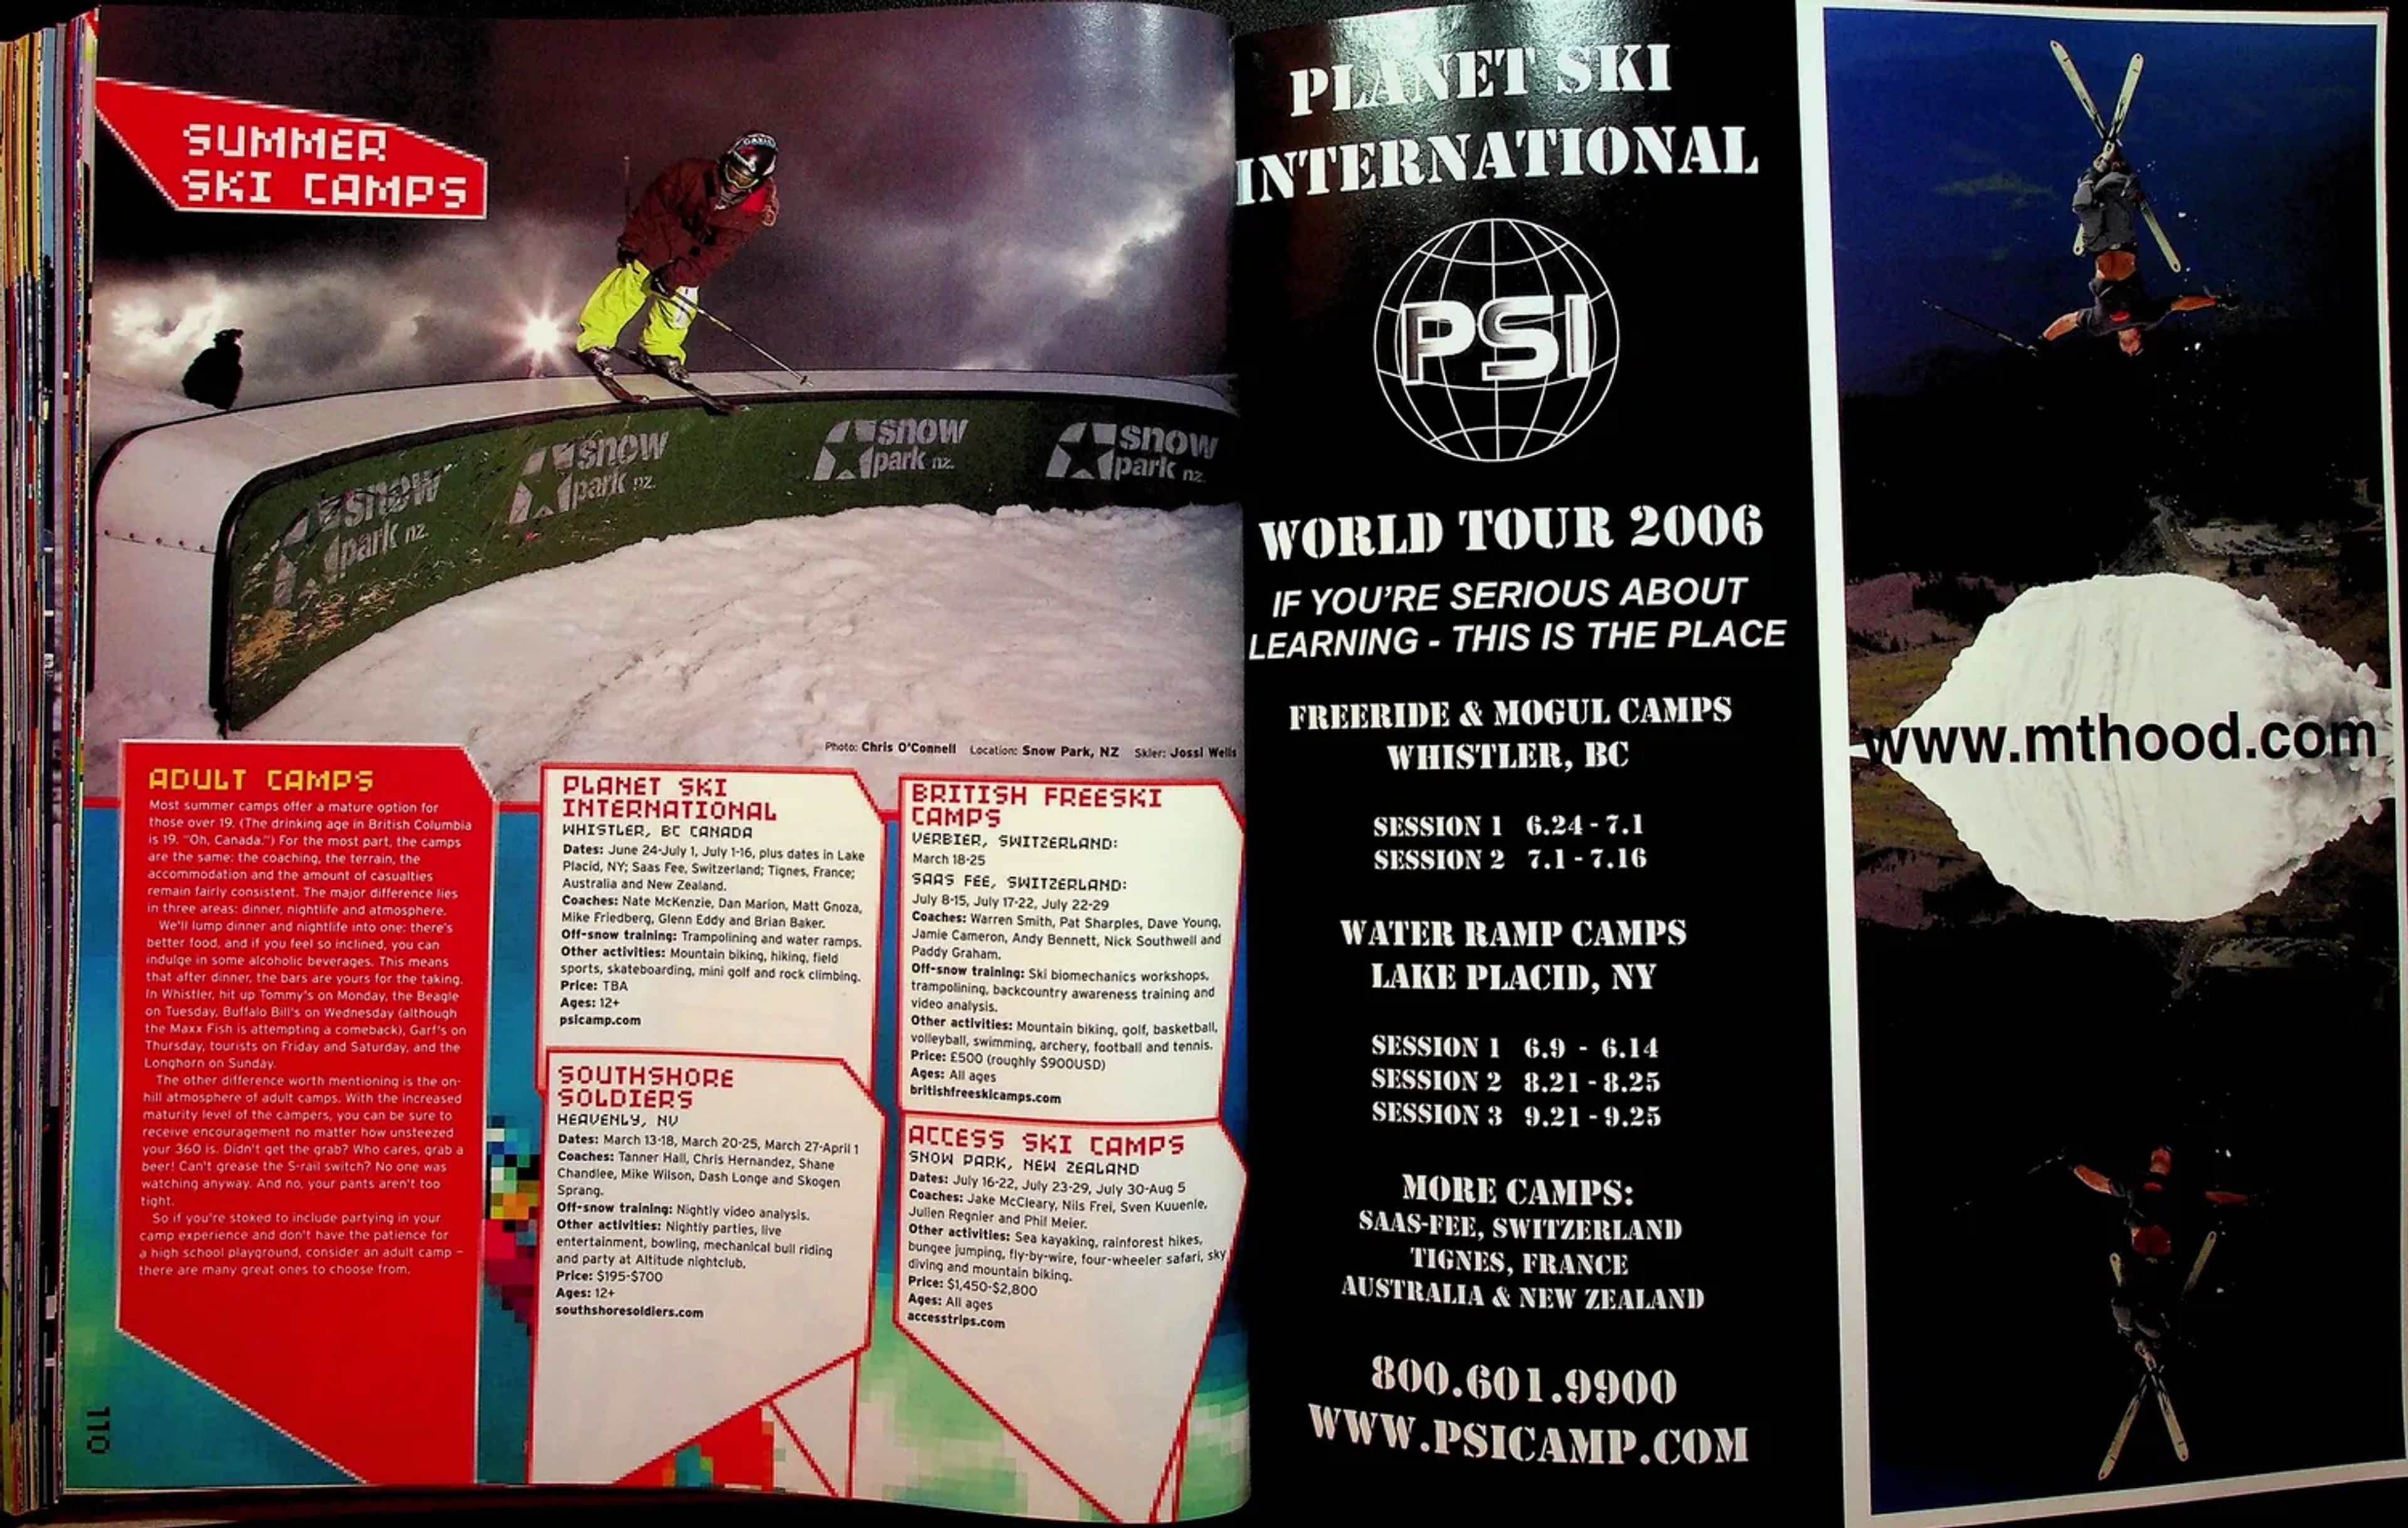 SUMMER
SKI CAMPS
snow
park nz.
snow
park nz.
snow
park nz.
snow
park nz.
Photo: Chris O'Connell Location: Snow Park, NZ Skier: Jossi Wells
ADULT CAMPS
Most summer camps offer a mature option for
those over 19. (The drinking age in British Columbia
is 19. "Oh, Canada.") For the most part, the camps
are the same: the coaching, the terrain, the
accommodation and the amount of casualties
remain fairly consistent. The major difference lies
in three areas: dinner, nightlife and atmosphere.
We'll lump dinner and nightlife into one: there's
better food, and if you feel so inclined, you can
indulge in some alcoholic beverages. This means
that after dinner, the bars are yours for the taking.
In Whistler, hit up Tommy's on Monday, the Beagle
on Tuesday, Buffalo Bill's on Wednesday (although
the Maxx Fish is attempting a comeback), Garf's on
Thursday, tourists on Friday and Saturday, and the
Longhorn on Sunday.
The other difference worth mentioning is the on-
hill atmosphere of adult camps. With the increased
maturity level of the campers, you can be sure to
receive encouragement no matter how unsteezed
your 360 is. Didn't get the grab? Who cares, grab a
beer! Can't grease the S-rail switch? No one was
watching anyway. And no, your pants aren't too
tight.
So if you're stoked to include partying in your
camp experience and don't have the patience for
a high school playground, consider an adult camp –
there are many great ones to choose from.
110
PLANET SKI
INTERNATIONAL
WHISTLER, BC CANADA
Dates: June 24-July 1, July 1-16, plus dates in Lake
Placid, NY; Saas Fee, Switzerland; Tignes, France;
Australia and New Zealand.
Coaches: Nate McKenzie, Dan Marion, Matt Gnoza,
Mike Friedberg, Glenn Eddy and Brian Baker.
Off-snow training: Trampolining and water ramps.
Other activities: Mountain biking, hiking, field
sports, skateboarding, mini golf and rock climbing.
Price: TBA
Ages: 12+
psicamp.com
SOUTHSHORE
SOLDIERS
HEAVENLY, NV
Dates: March 13-18, March 20-25, March 27-April 1
Coaches: Tanner Hall, Chris Hernandez, Shane
Chandlee, Mike Wilson, Dash Longe and Skogen
Sprang.
Off-snow training: Nightly video analysis.
Other activities: Nightly parties, live
entertainment, bowling, mechanical bull riding
and party at Altitude nightclub.
Price: $195-$700
Ages: 12+
southshoresoldiers.com
BRITISH FREESKI
CAMPS
VERBIER, SWITZERLAND:
March 18-25
SAAS FEE, SWITZERLAND:
July 8-15, July 17-22, July 22-29
Coaches: Warren Smith, Pat Sharples, Dave Young,
Jamie Cameron, Andy Bennett, Nick Southwell and
Paddy Graham.
Off-snow training: Ski biomechanics workshops,
trampolining, backcountry awareness training and
video analysis.
Other activities: Mountain biking, golf, basketball,
volleyball, swimming, archery, football and tennis.
Price: £500 (roughly $900USD)
Ages: All ages
britishfreeskicamps.com
ACCESS SKI CAMPS
SNOW PARK, NEW ZEALAND
Dates: July 16-22, July 23-29, July 30-Aug 5
Coaches: Jake McCleary, Nils Frei, Sven Kuuenle,
Julien Regnier and Phil Meier.
Other activities: Sea kayaking, rainforest hikes,
bungee jumping, fly-by-wire, four-wheeler safari, sky
diving and mountain biking.
Price: $1,450-$2,800
Ages: All ages
accesstrips.com
PLANET SKI
INTERNATIONAL
PSI
WORLD TOUR 2006
IF YOU'RE SERIOUS ABOUT
LEARNING - THIS IS THE PLACE
FREERIDE & MOGUL CAMPS
WHISTLER, BC
SESSION 1 6.24 - 7.1
SESSION 2 7.1 - 7.16
WATER RAMP CAMPS
LAKE PLACID, NY
SESSION 1 6.9 - 6.14
SESSION 2 8.21 - 8.25
SESSION 3 9.21 - 9.25
MORE CAMPS:
SAAS-FEE, SWITZERLAND
TIGNES, FRANCE
AUSTRALIA & NEW ZEALAND
800.601.9900
WWW.PSICAMP.COM
www.mthood.com